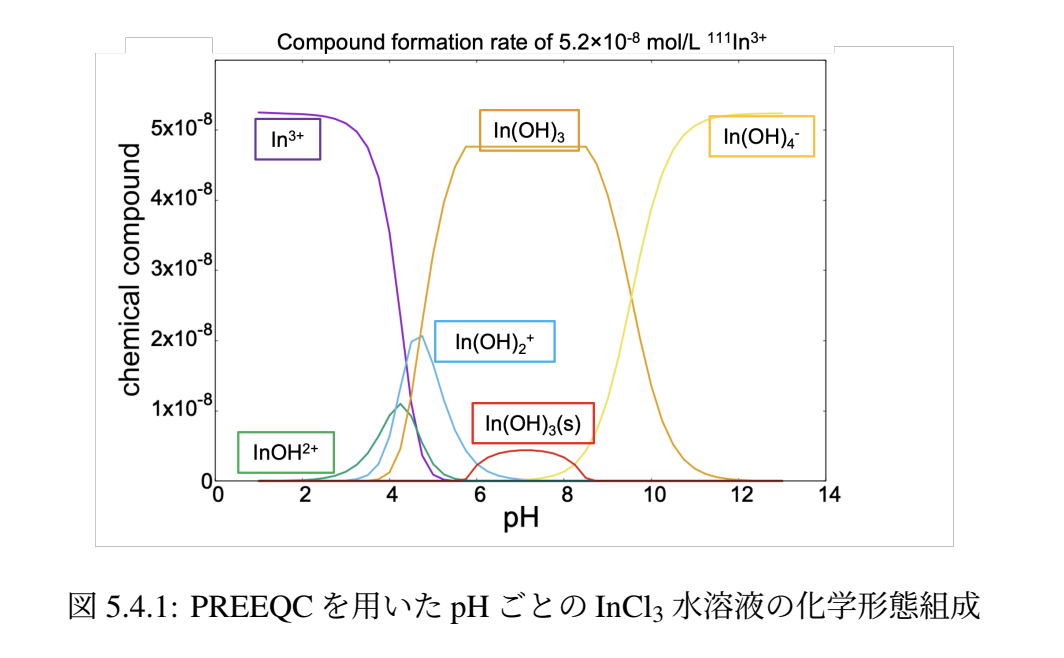 Compound formation rate of 5.2×10⁻⁸ mol/L ¹¹¹In³⁺
chemical compound
5x10⁻⁸
4x10⁻⁸
3x10⁻⁸
2x10⁻⁸
1x10⁻⁸
0
In³⁺
In(OH)₃
In(OH)₄⁻
In(OH)₂⁺
In(OH)₃(s)
InOH²⁺
0 2 4 6 8 10 12 14
pH
図 5.4.1: PREEQC を用いた pH ごとの InCl₃ 水溶液の化学形態組成